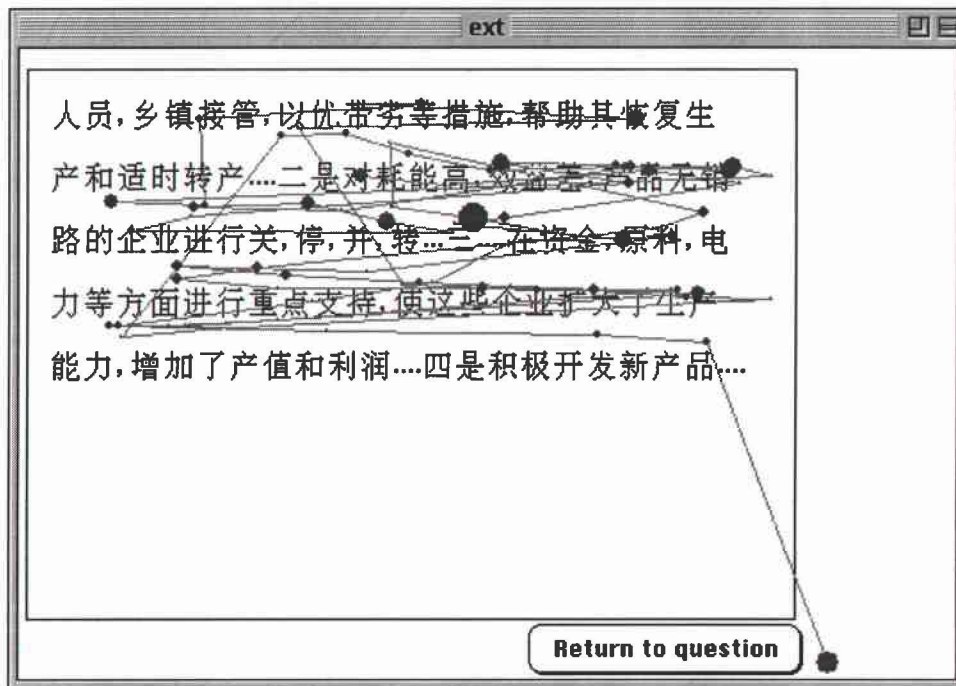 ext
人员,乡镇接管,以优带劣等措施,帮助其恢复生
产和适时转产....二是对耗能高,效益差,产品无销
路的企业进行关,停,并,转...三....在资金,原料,电
力等方面进行重点支持,使这些企业扩大了生产
能力,增加了产值和利润....四是积极开发新产品....
Return to question